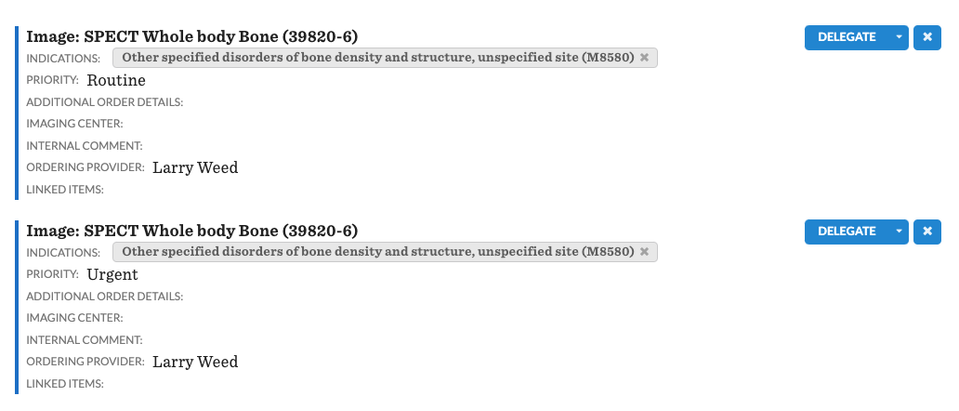 Image: SPECT Whole body Bone (39820-6)
DELEGATE
INDICATIONS: Other specified disorders of bone density and structure, unspecified site (M8580) ✖
PRIORITY: Routine
ADDITIONAL ORDER DETAILS:
IMAGING CENTER:
INTERNAL COMMENT:
ORDERING PROVIDER: Larry Weed
LINKED ITEMS:
Image: SPECT Whole body Bone (39820-6)
DELEGATE
INDICATIONS: Other specified disorders of bone density and structure, unspecified site (M8580) ✖
PRIORITY: Urgent
ADDITIONAL ORDER DETAILS:
IMAGING CENTER:
INTERNAL COMMENT:
ORDERING PROVIDER: Larry Weed
LINKED ITEMS: